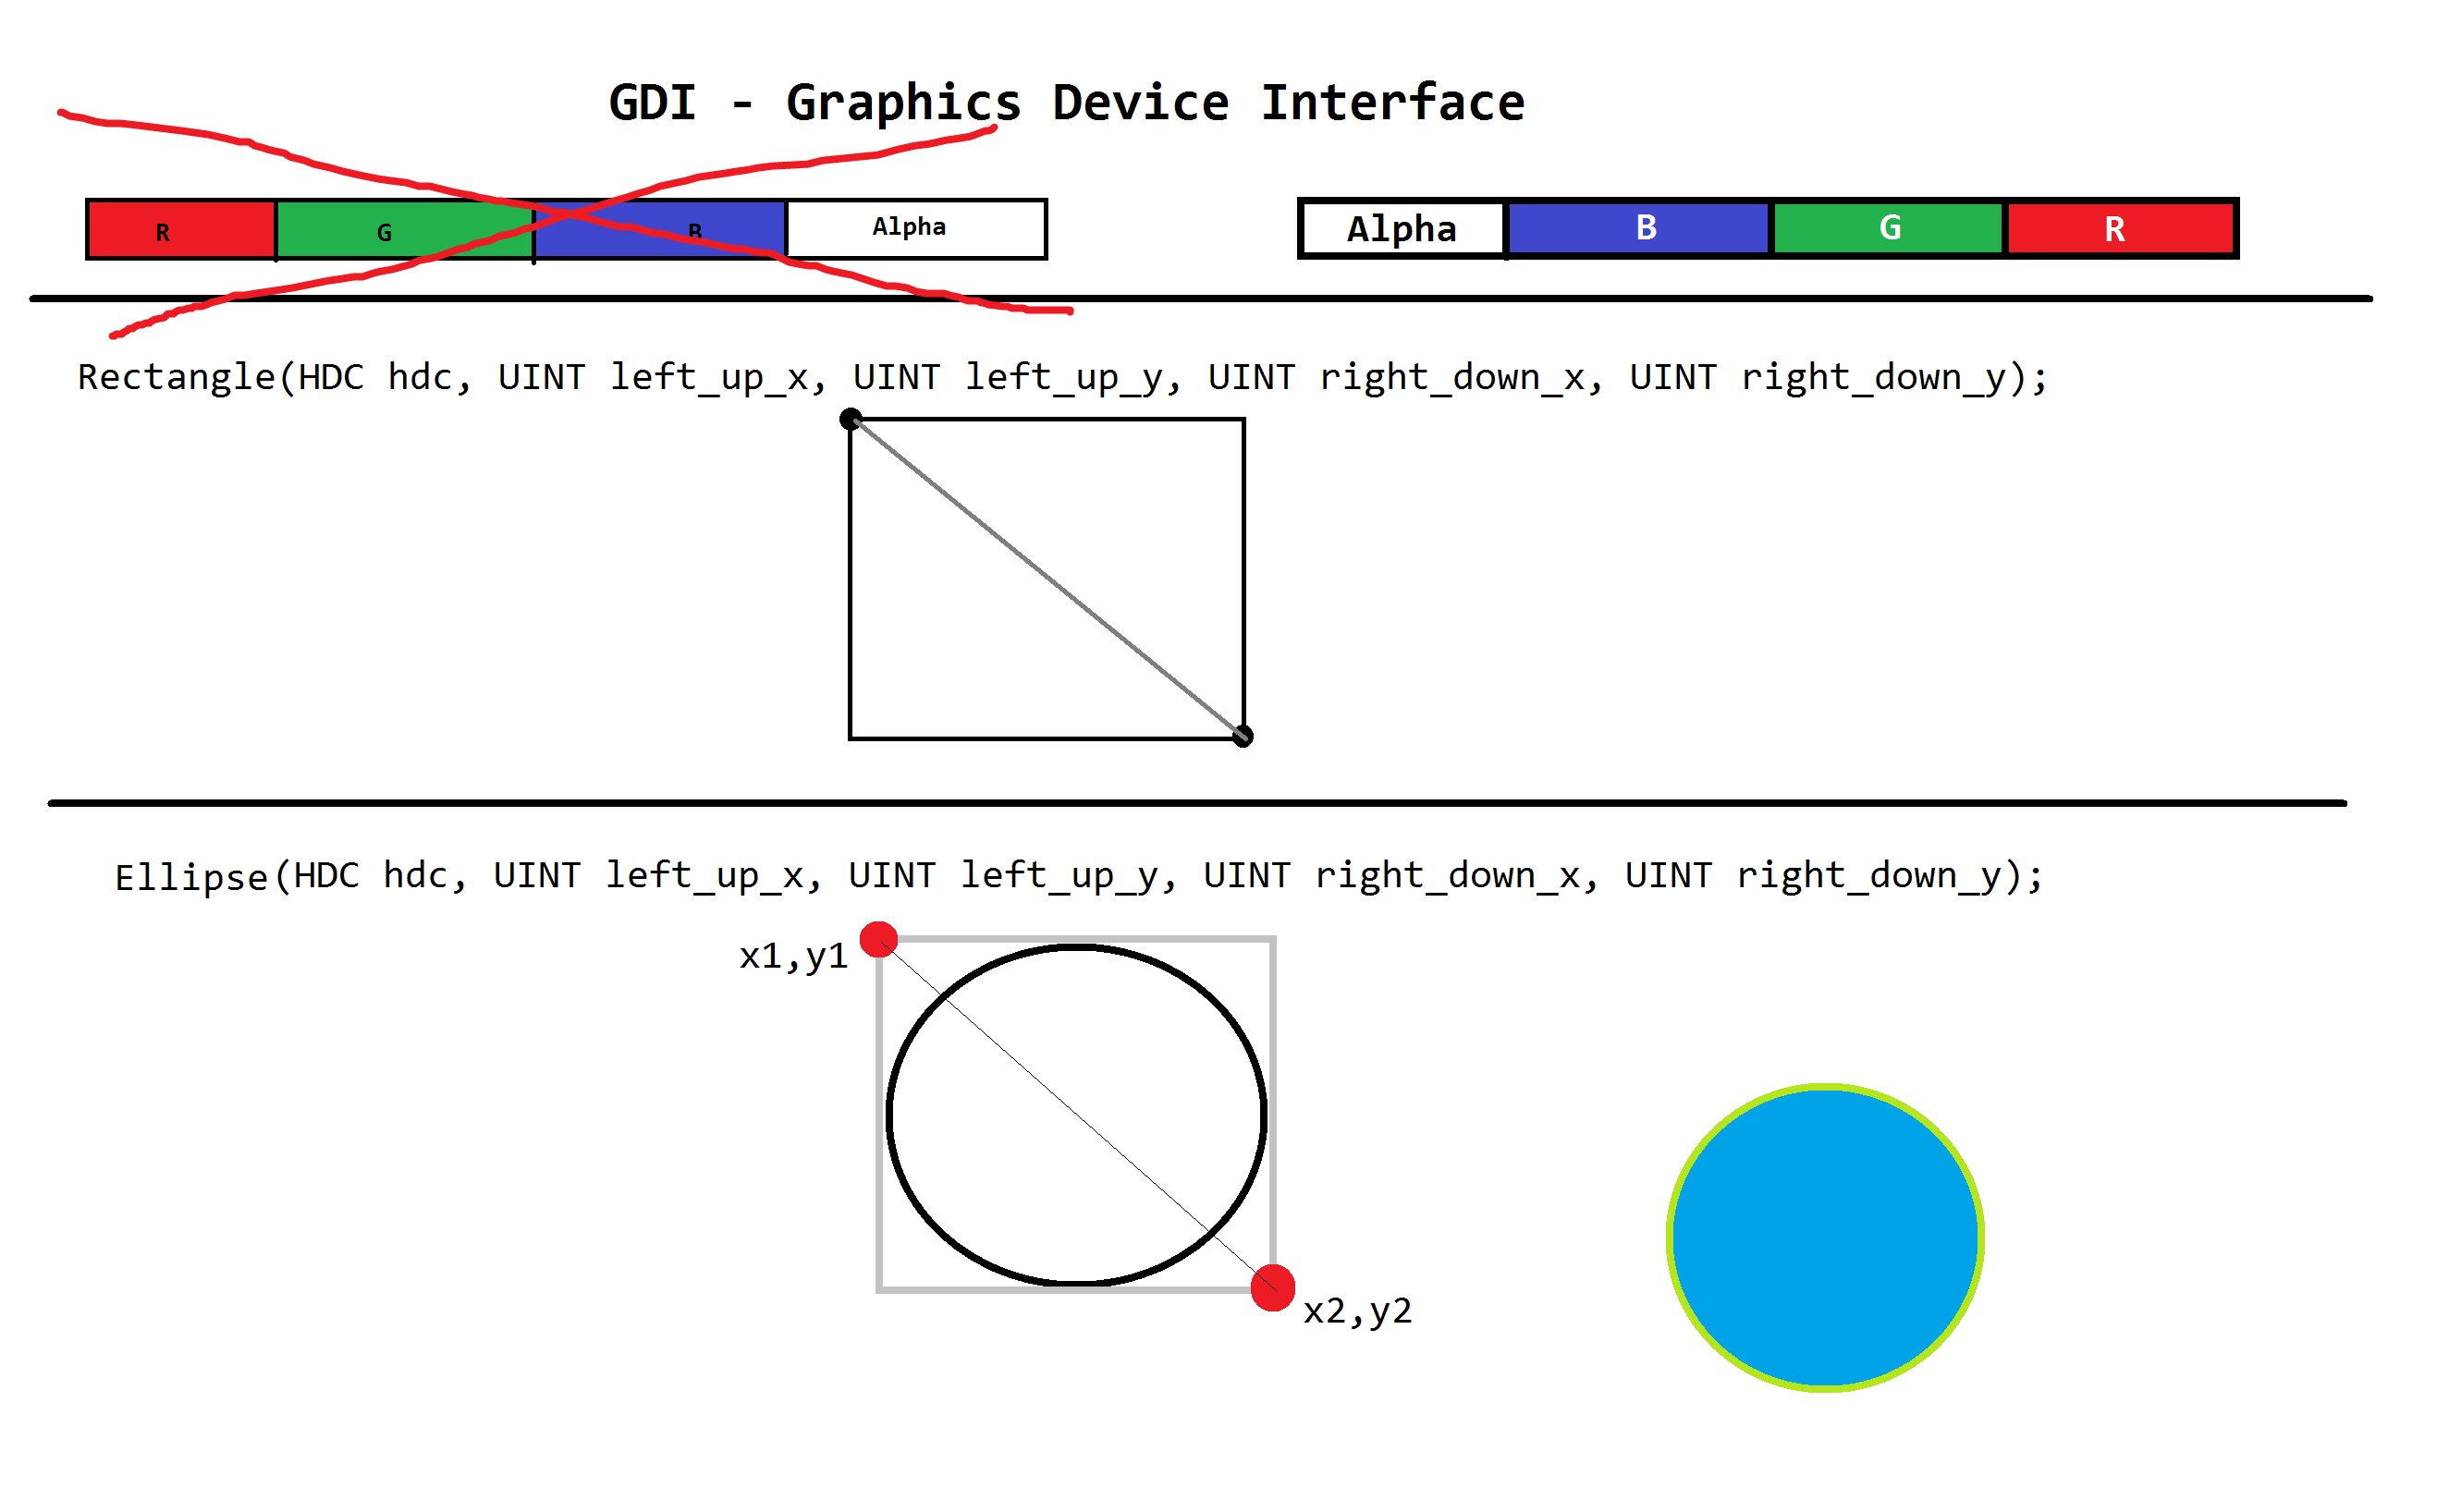 GDI - Graphics Device Interface
R G B Alpha
Alpha B G R
Rectangle(HDC hdc, UINT left_up_x, UINT left_up_y, UINT right_down_x, UINT right_down_y);
Ellipse(HDC hdc, UINT left_up_x, UINT left_up_y, UINT right_down_x, UINT right_down_y);
x1,y1
x2,y2